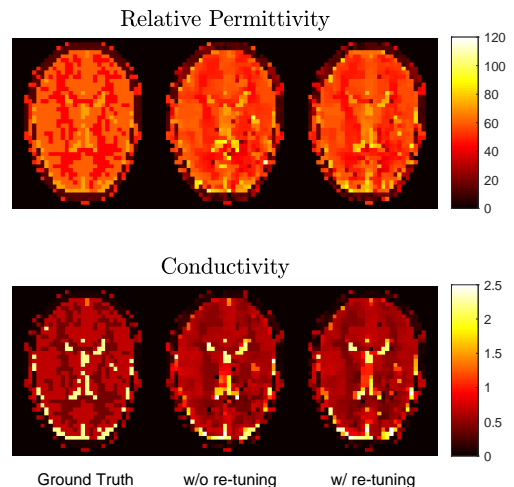 Relative Permittivity
120
100
80
60
40
20
0
Conductivity
2.5
2
1.5
1
0.5
0
Ground Truth
w/o re-tuning
w/ re-tuning